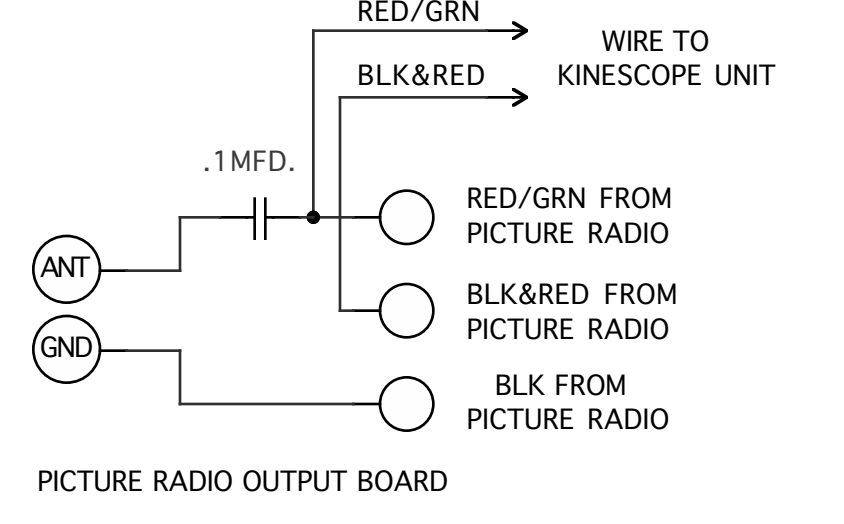 RED/GRN
WIRE TO
KINESCOPE UNIT
BLK&RED
.1MFD.
RED/GRN FROM
PICTURE RADIO
ANT
BLK&RED FROM
PICTURE RADIO
GND
BLK FROM
PICTURE RADIO
PICTURE RADIO OUTPUT BOARD